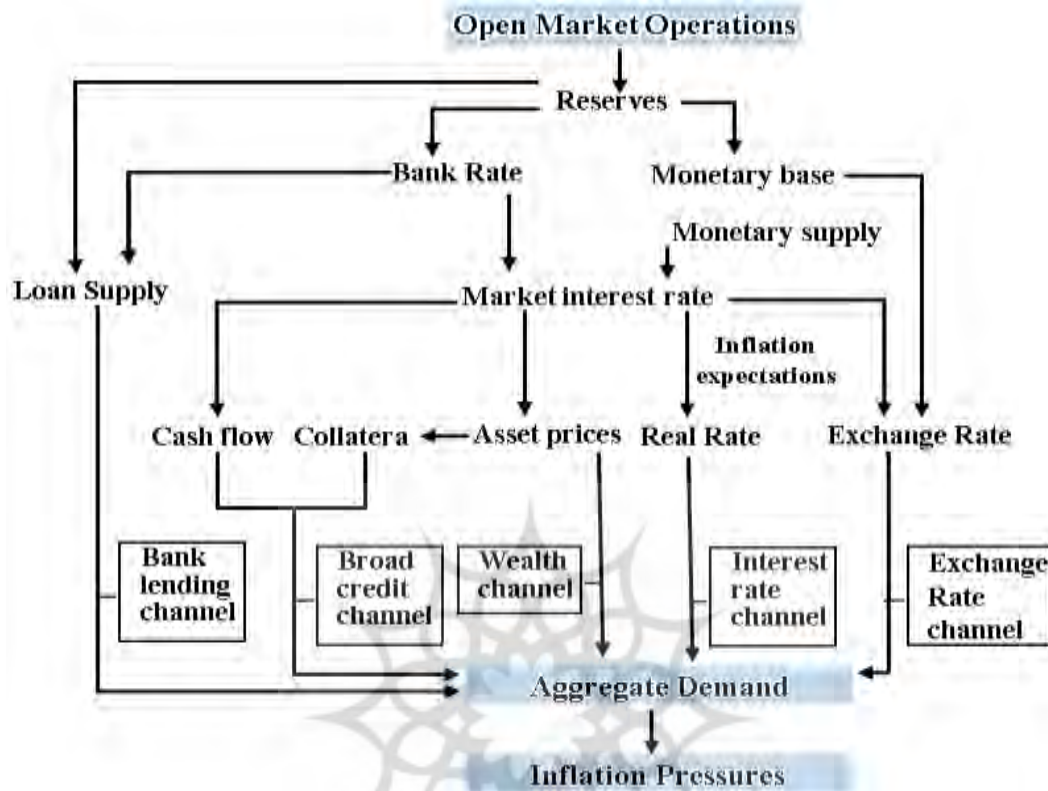 Open Market Operations
Reserves
Bank Rate
Monetary base
Monetary supply
Loan Supply
Market interest rate
Inflation
expectations
Cash flow
Collatera
Asset prices
Real Rate
Exchange Rate
Bank
lending
channel
Broad
credit
channel
Wealth
channel
Interest
rate
channel
Exchange
Rate
channel
Aggregate Demand
Inflation Pressures